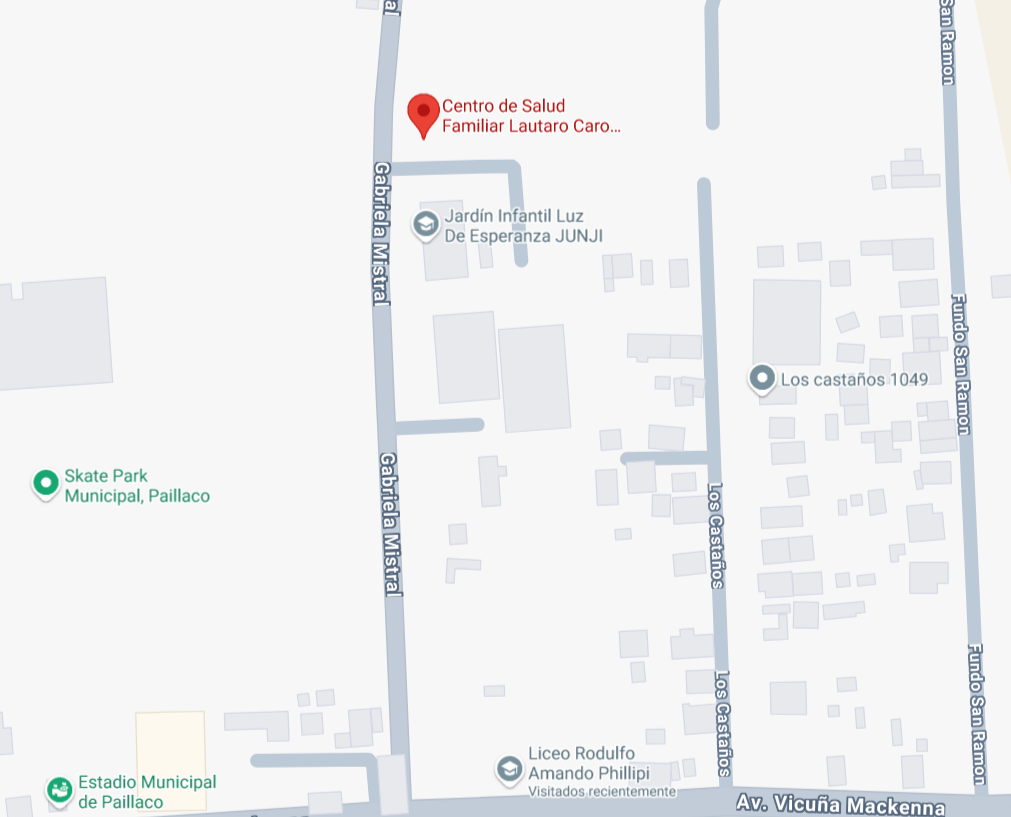 San Ramon
Centro de Salud
Familiar Lautaro Caro...
Gabriela Mistral
Jardín Infantil Luz
De Esperanza JUNJI
Fundo San Ramon
Los castaños 1049
Skate Park
Municipal, Paillaco
Gabriela Mistral
Los Castaños
Fundo San Ramon
Los Castaños
Liceo Rodulfo
Amando Phillipi
Visitados recientemente
Estadio Municipal
de Paillaco
Av. Vicuña Mackenna